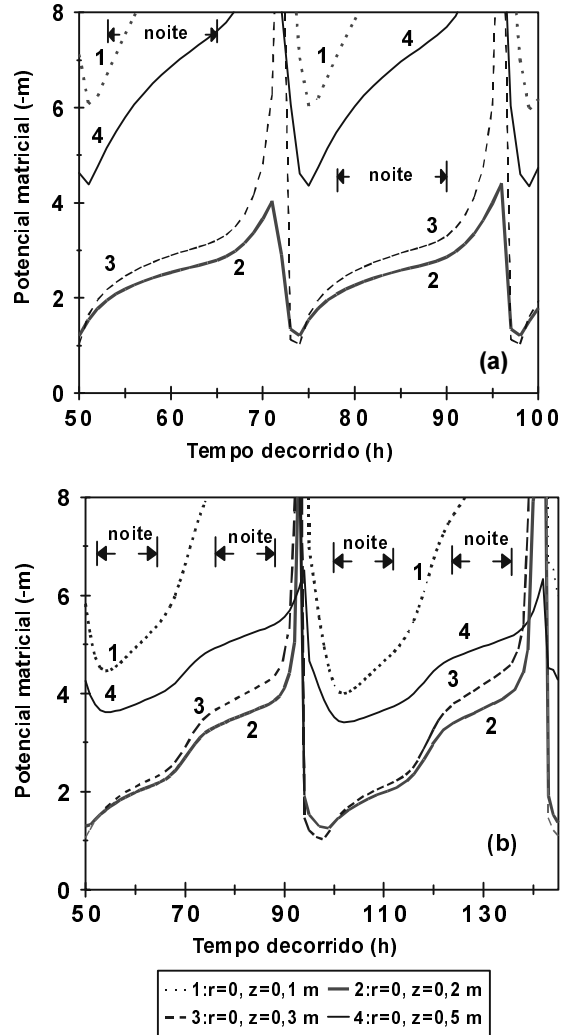 8
noite
1
4
6
4
noite
Potencial matricial (-m)
4
3
3
2
2
2
(a)
0
50 60 70 80 90 100
Tempo decorrido (h)
8
noite noite noite noite
1
6
1
4
Potencial matricial (-m)
4
4
3
3
2
2
2
(b)
0
50 70 90 110 130
Tempo decorrido (h)
1:r=0, z=0,1 m 2:r=0, z=0,2 m
3:r=0, z=0,3 m 4:r=0, z=0,5 m